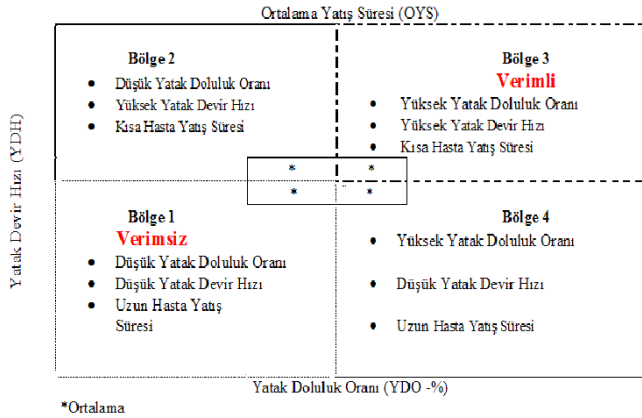 Ortalama Yatış Süresi (OYS)
Yatak Devir Hızı (YDH)
Bölge 2
• Düşük Yatak Doluluk Oranı
• Yüksek Yatak Devir Hızı
• Kısa Hasta Yatış Süresi
Bölge 3
Verimli
• Yüksek Yatak Doluluk Oranı
• Yüksek Yatak Devir Hızı
• Kısa Hasta Yatış Süresi
* *
* *
Bölge 1
Verimsiz
• Düşük Yatak Doluluk Oranı
• Düşük Yatak Devir Hızı
• Uzun Hasta Yatış
Süresi
Bölge 4
• Yüksek Yatak Doluluk Oranı
• Düşük Yatak Devir Hızı
• Uzun Hasta Yatış Süresi
Yatak Doluluk Oranı (YDO -%)
*Ortalama